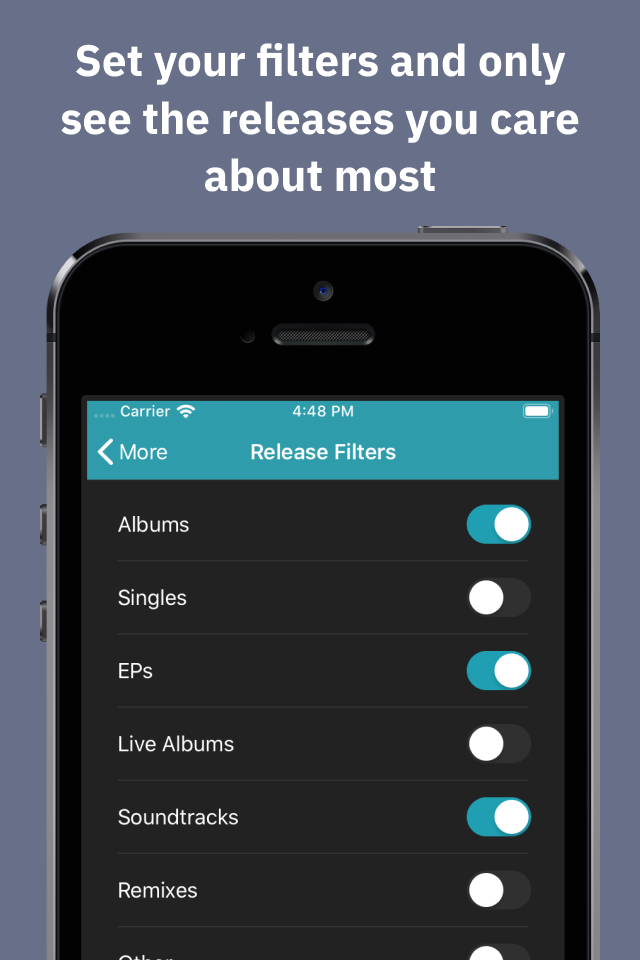 Set your filters and only
see the releases you care
about most
Carrier 4:48 PM
More Release Filters
Albums
Singles
EPs
Live Albums
Soundtracks
Remixes
Other